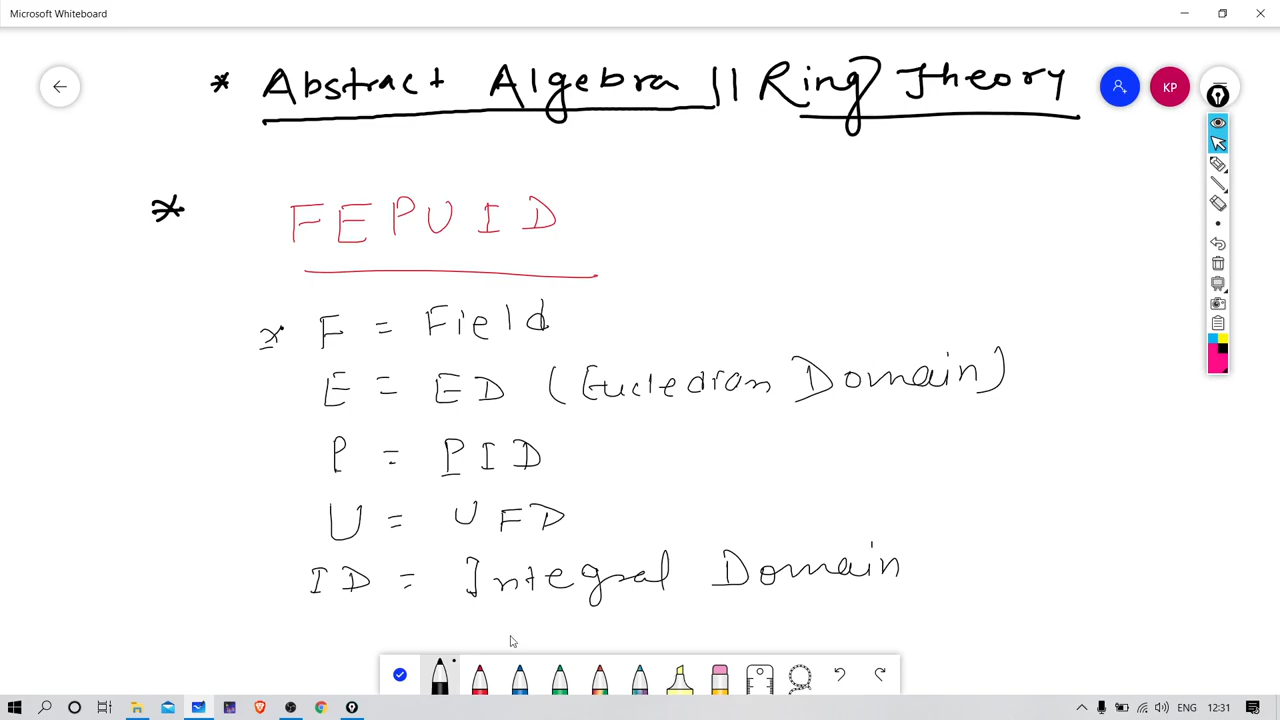 Microsoft Whiteboard
* Abstract Algebra || Ring Theory
KP
* FEPUID
* F = Field
E = ED (Eucledian Domain)
P = PID
U = UFD
ID = Integral Domain
ENG 12:31